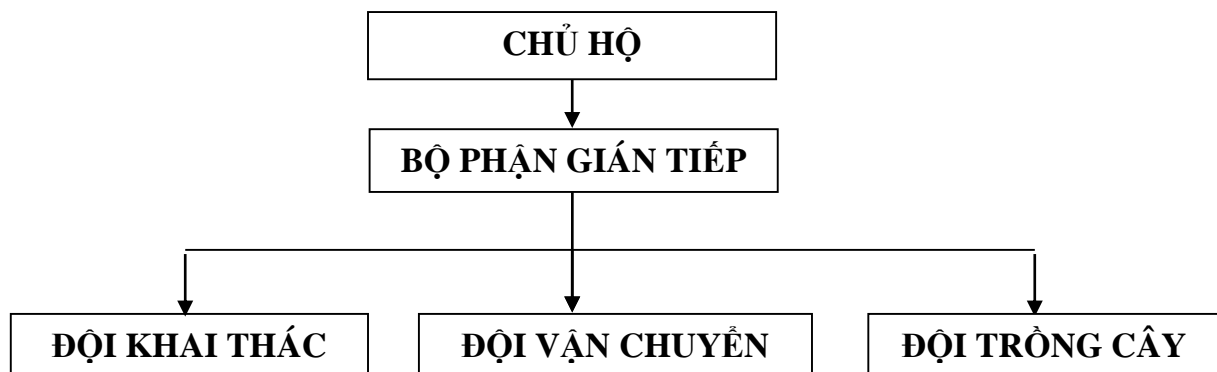 CHỦ HỘ
BỘ PHẬN GIÁN TIẾP
ĐỘI KHAI THÁC
ĐỘI VẬN CHUYỂN
ĐỘI TRỒNG CÂY